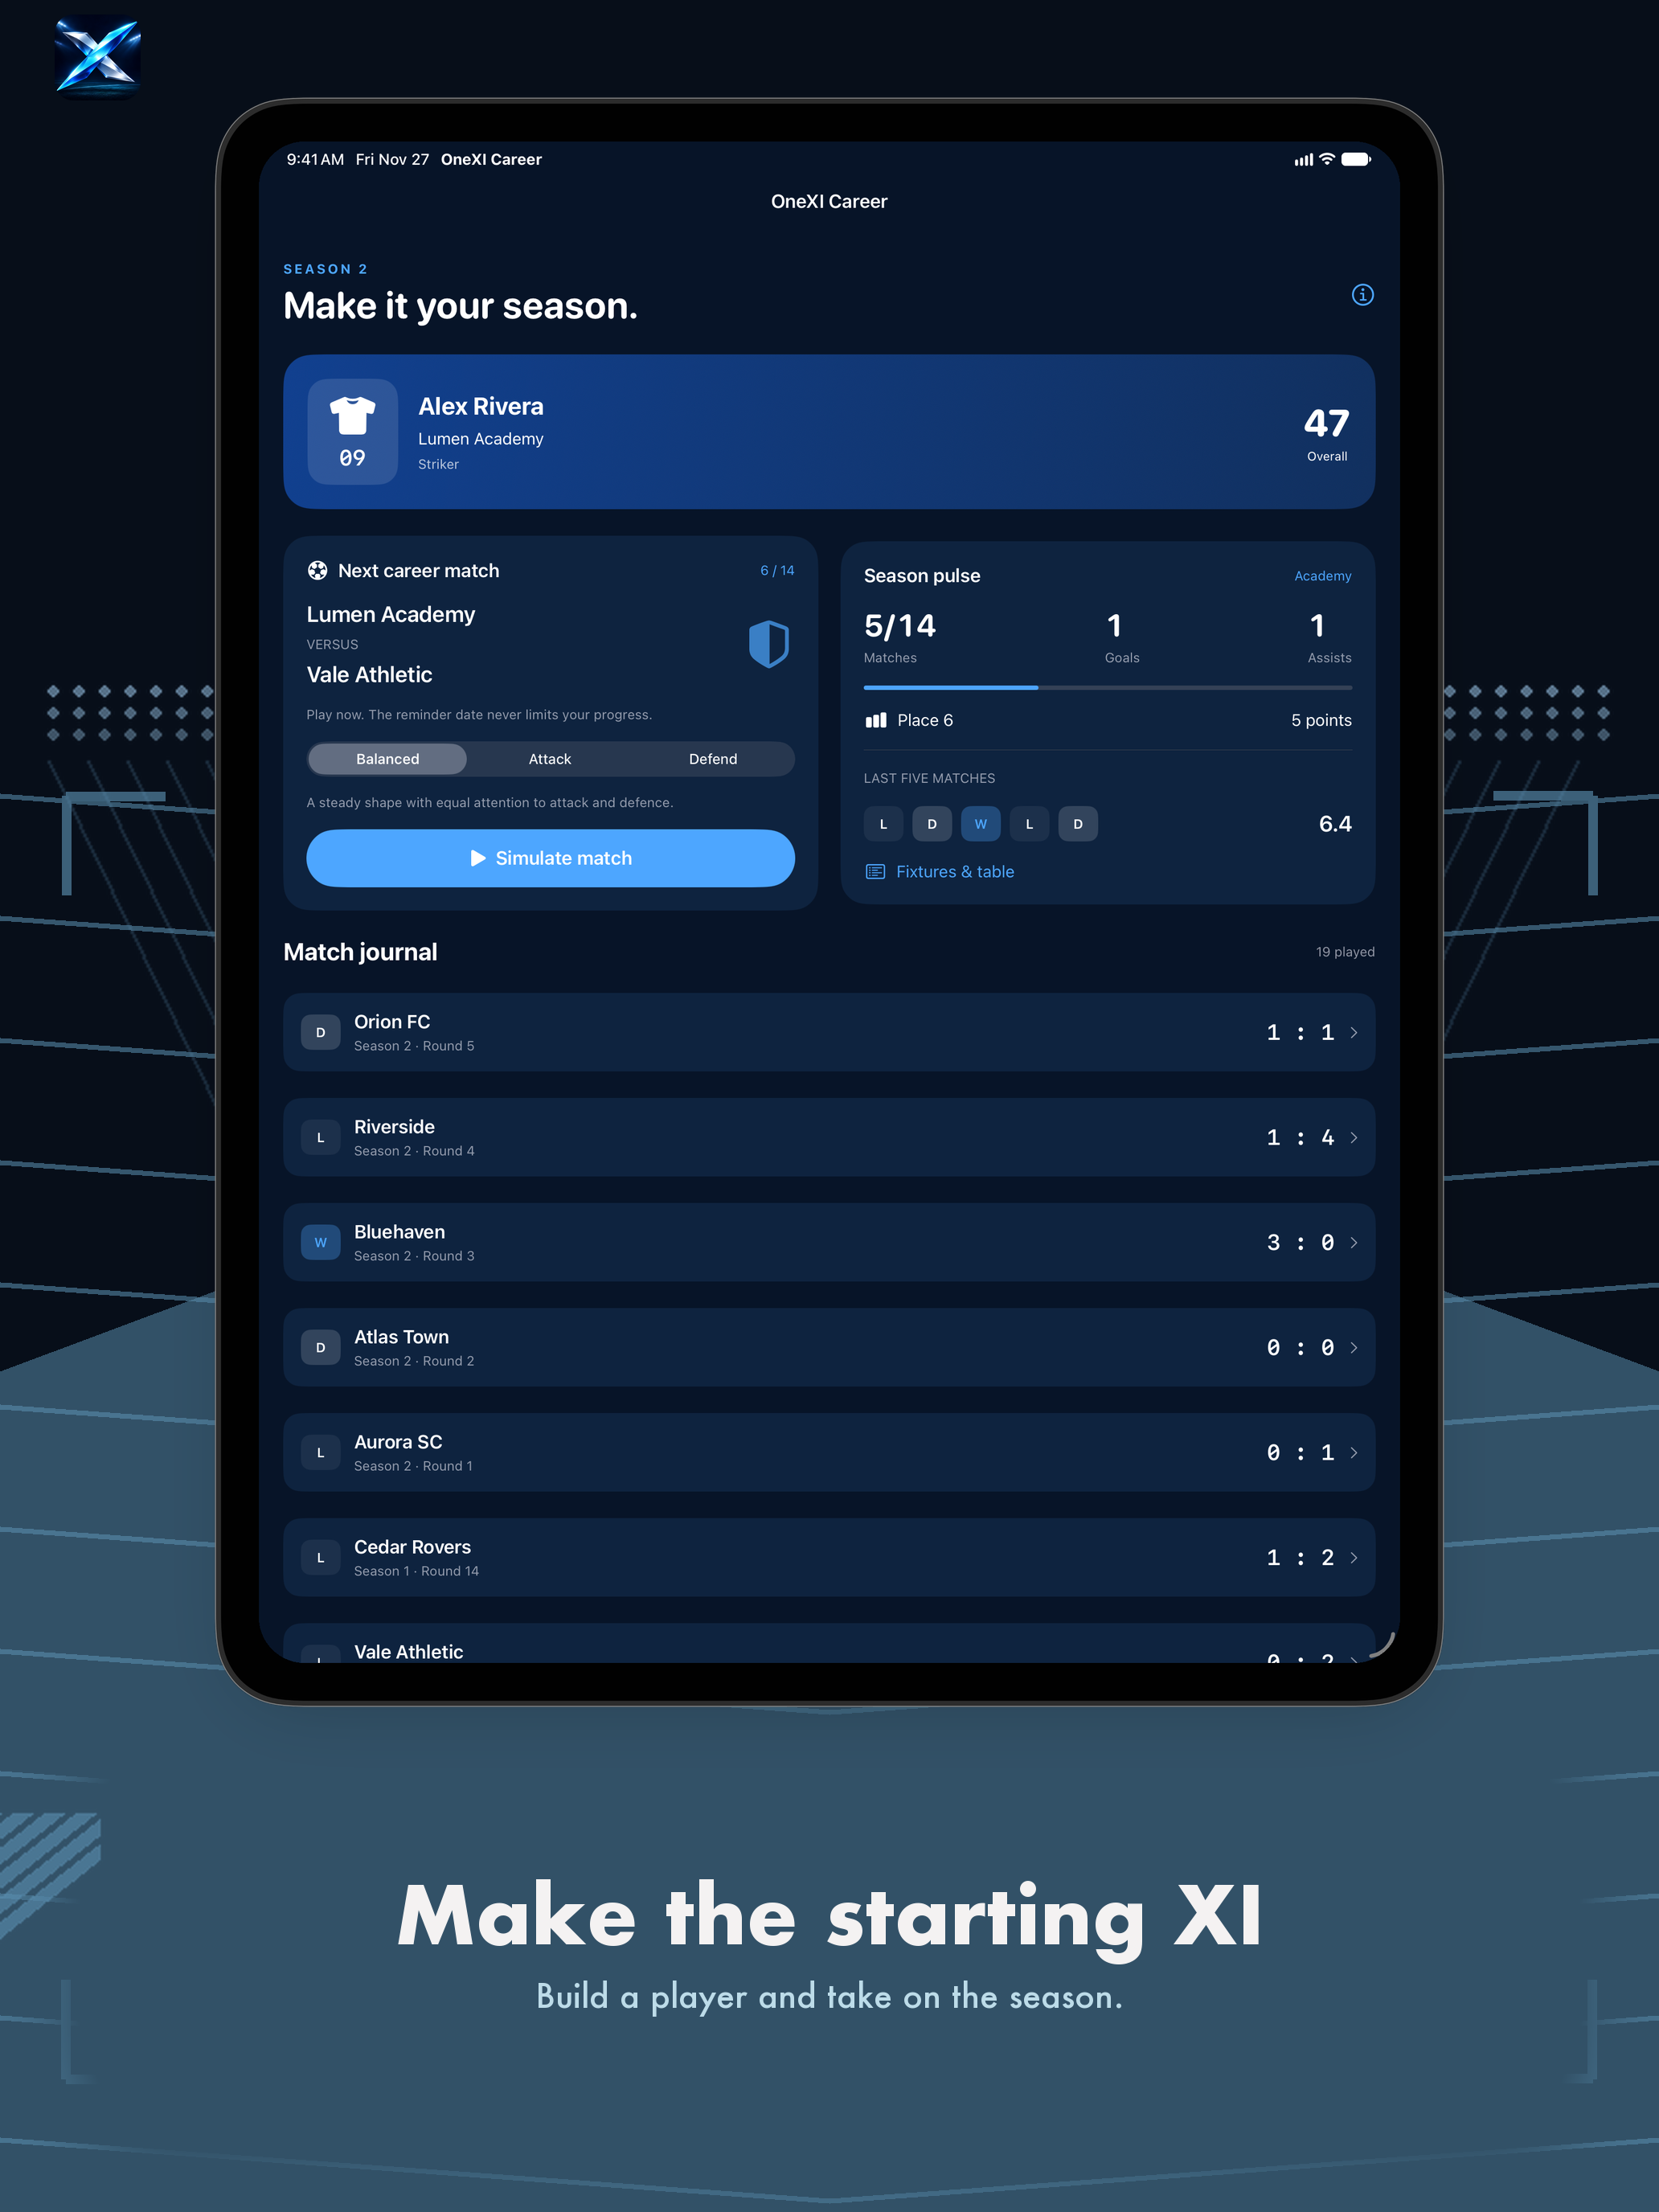 9:41 AM Fri Nov 27 OneXI Career
OneXI Career
SEASON 2
Make it your season.
09
Alex Rivera
Lumen Academy
Striker
47
Overall
Next career match 6 / 14
Lumen Academy
VERSUS
Vale Athletic
Play now. The reminder date never limits your progress.
Balanced Attack Defend
A steady shape with equal attention to attack and defence.
Simulate match
Season pulse Academy
5/14 1 1
Matches Goals Assists
Place 6 5 points
LAST FIVE MATCHES
L D W L D 6.4
Fixtures & table
Match journal 19 played
D Orion FC 1 : 1
Season 2 · Round 5
L Riverside 1 : 4
Season 2 · Round 4
W Bluehaven 3 : 0
Season 2 · Round 3
D Atlas Town 0 : 0
Season 2 · Round 2
L Aurora SC 0 : 1
Season 2 · Round 1
L Cedar Rovers 1 : 2
Season 1 · Round 14
Vale Athletic
Make the starting XI
Build a player and take on the season.